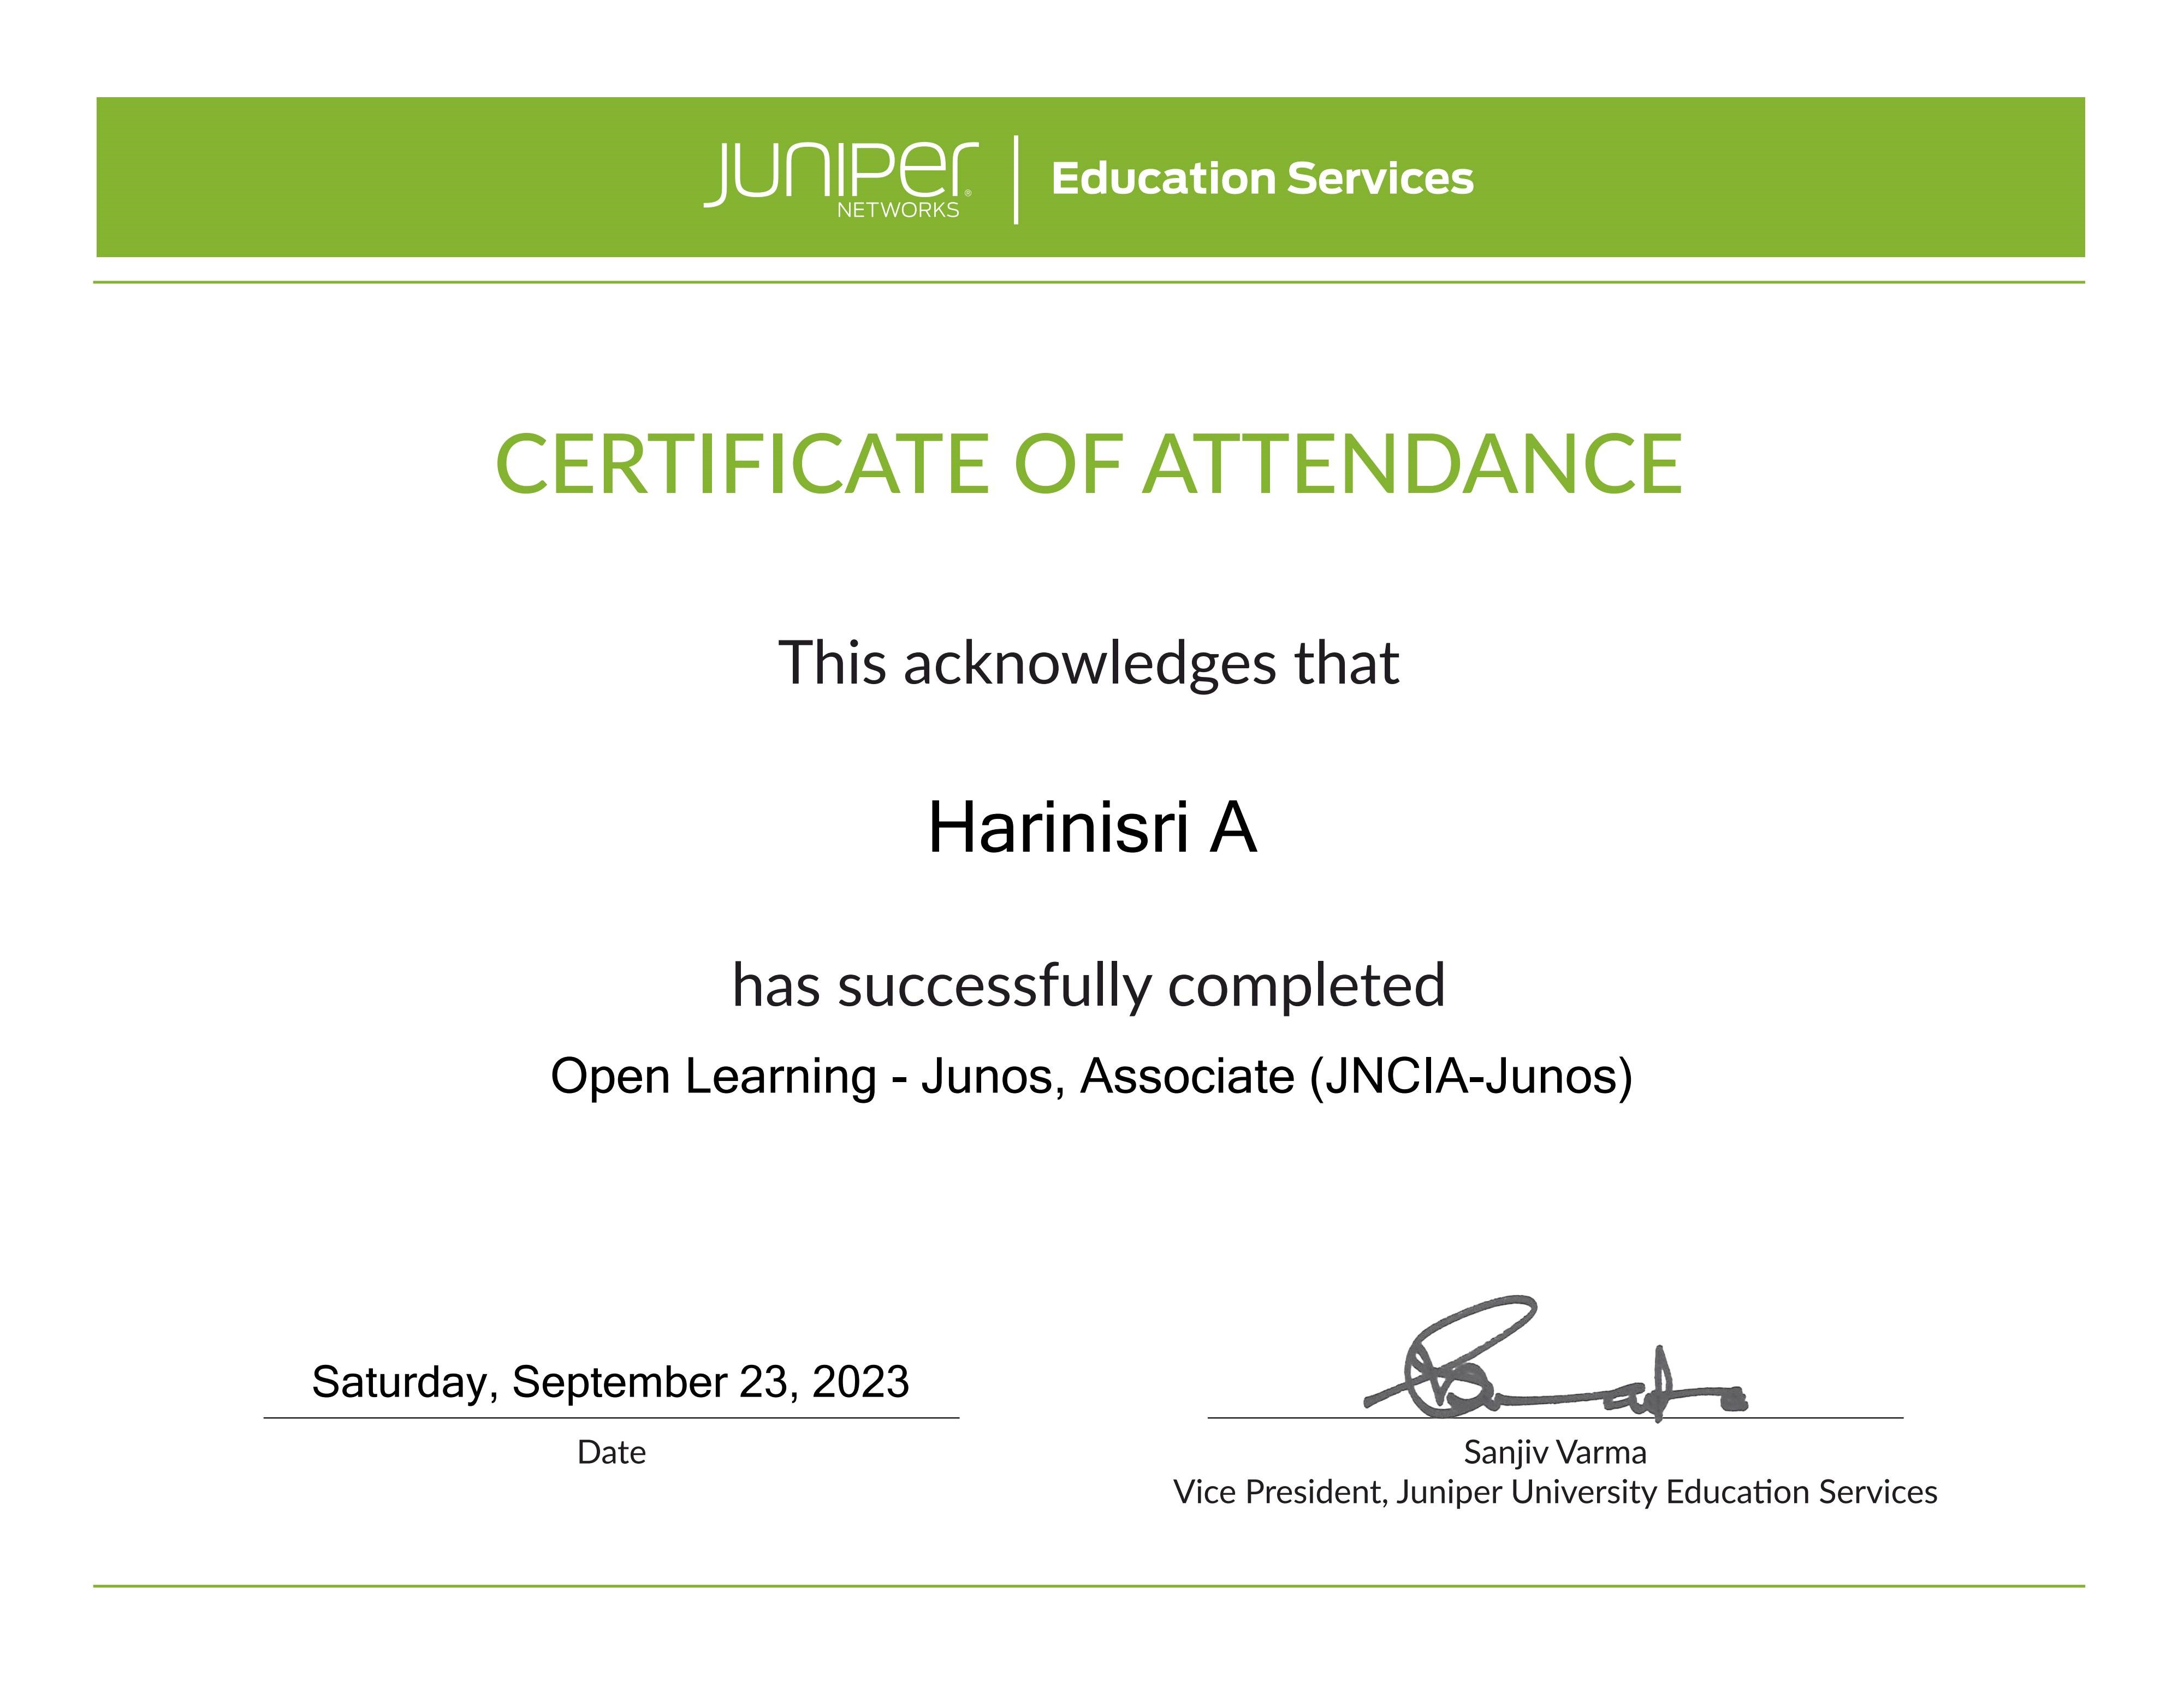 Juniper® | Education Services
NETWORKS
CERTIFICATE OF ATTENDANCE
This acknowledges that
Harinisri A
has successfully completed
Open Learning - Junos, Associate (JNCIA-Junos)
Saturday, September 23, 2023
Date
Sanjiv Varma
Vice President, Juniper University Education Services